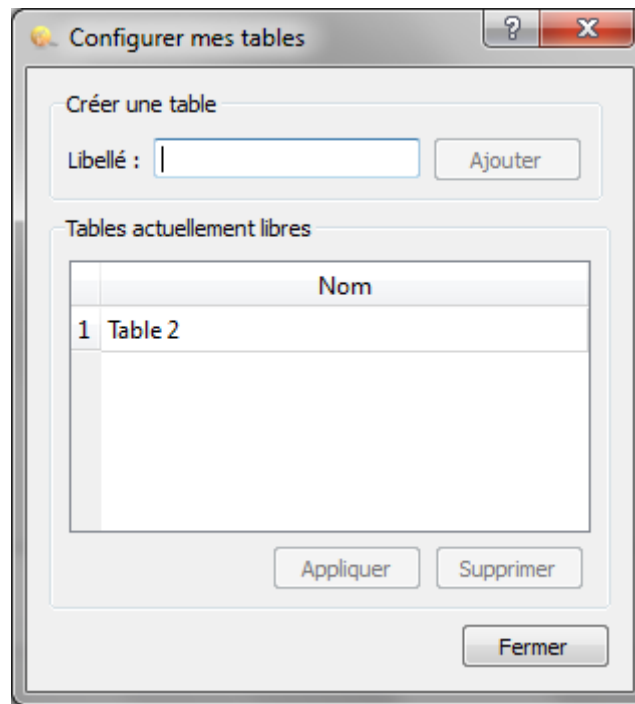 Configurer mes tables
Créer une table
Libellé : Ajouter
Tables actuellement libres
Nom
1 Table 2
Appliquer Supprimer
Fermer